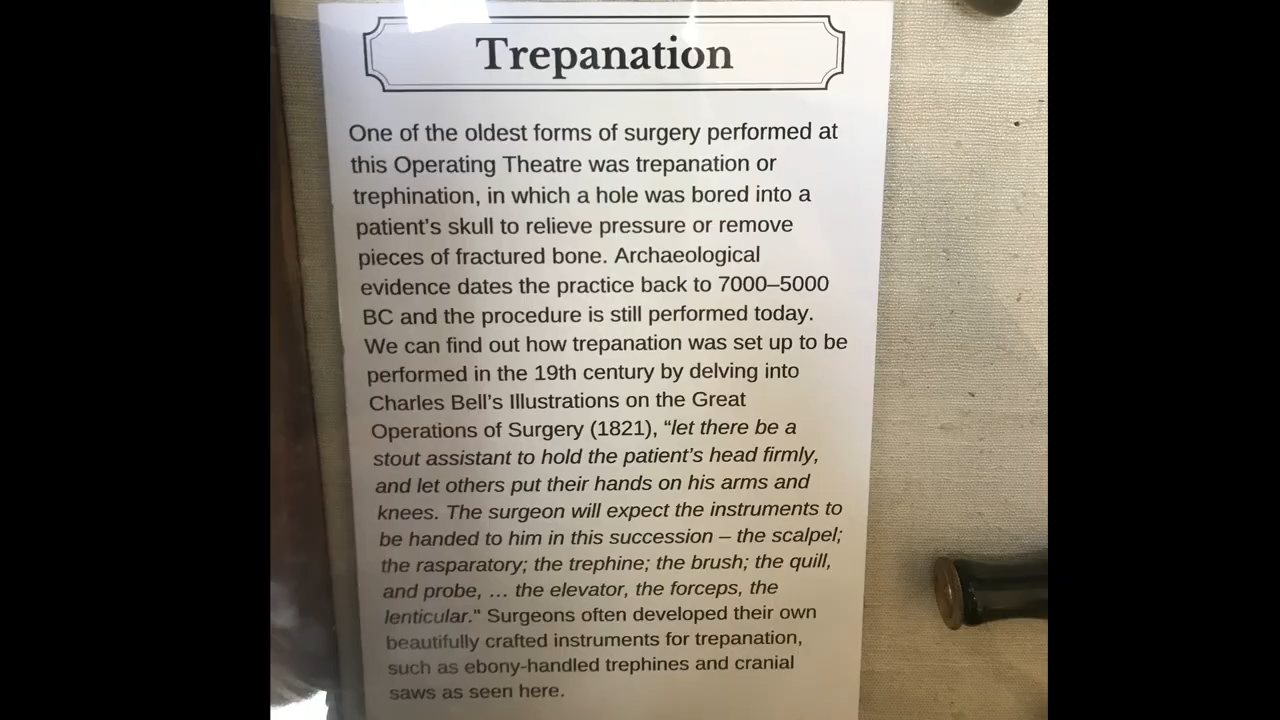 Trepanation
One of the oldest forms of surgery performed at
this Operating Theatre was trepanation or
trephination, in which a hole was bored into a
patient's skull to relieve pressure or remove
pieces of fractured bone. Archaeological
evidence dates the practice back to 7000–5000
BC and the procedure is still performed today.
We can find out how trepanation was set up to be
performed in the 19th century by delving into
Charles Bell's Illustrations on the Great
Operations of Surgery (1821), “let there be a
stout assistant to hold the patient's head firmly,
and let others put their hands on his arms and
knees. The surgeon will expect the instruments to
be handed to him in this succession – the scalpel;
the rasparatory; the trephine; the brush; the quill,
and probe, … the elevator, the forceps, the
lenticular." Surgeons often developed their own
beautifully crafted instruments for trepanation,
such as ebony-handled trephines and cranial
saws as seen here.